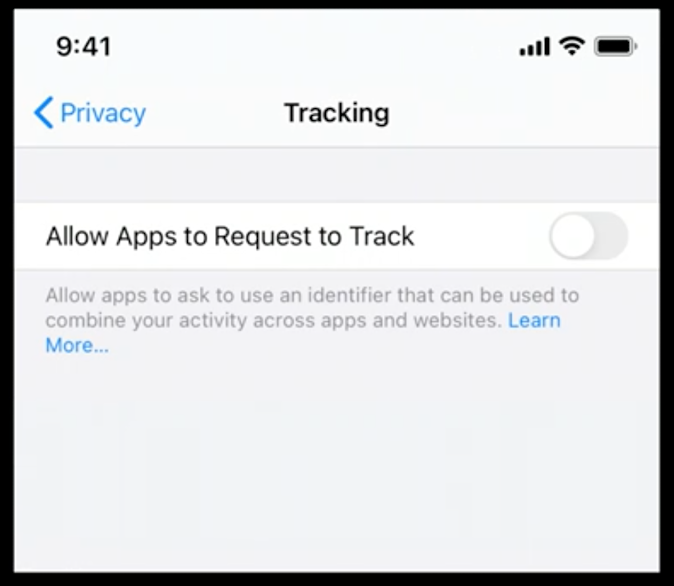 9:41
Privacy
Tracking
Allow Apps to Request to Track
Allow apps to ask to use an identifier that can be used to
combine your activity across apps and websites. Learn
More...